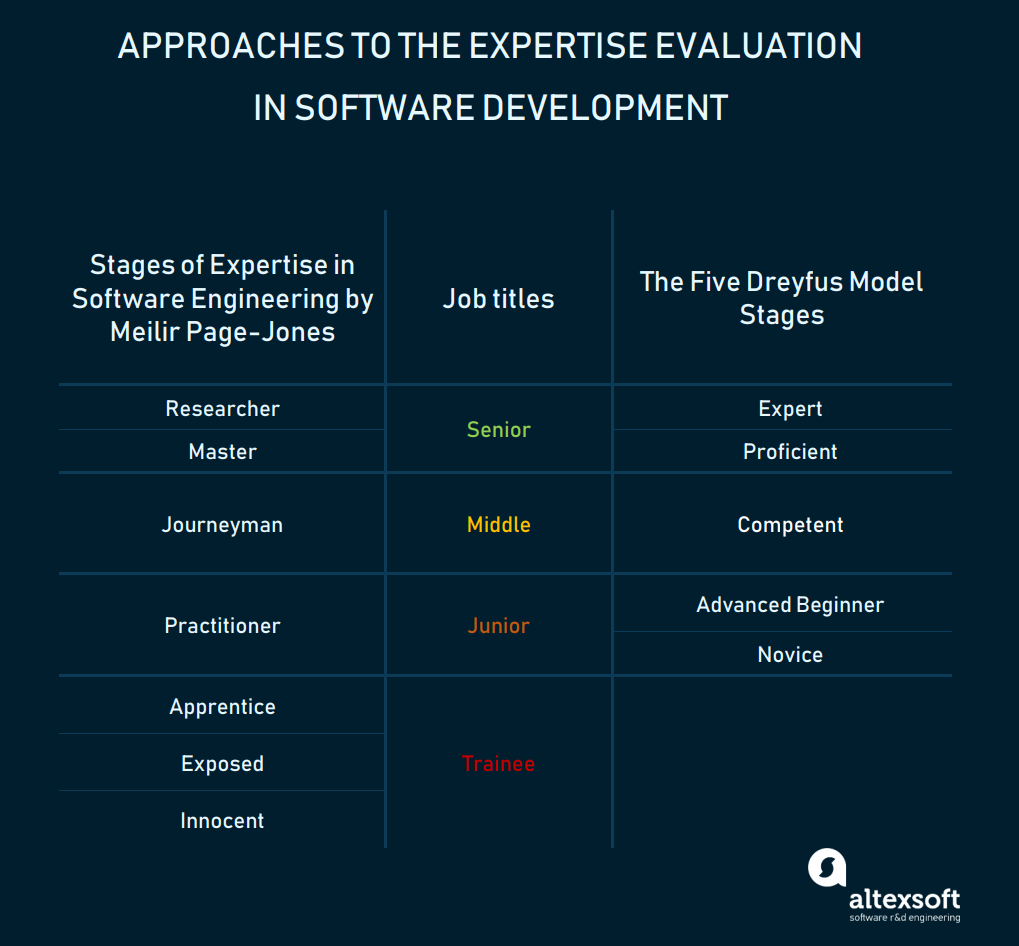 APPROACHES TO THE EXPERTISE EVALUATION
IN SOFTWARE DEVELOPMENT
Stages of Expertise in
Software Engineering by
Meilir Page-Jones
Job titles
The Five Dreyfus Model
Stages
Researcher
Master
Senior
Expert
Proficient
Journeyman
Middle
Competent
Practitioner
Junior
Advanced Beginner
Novice
Apprentice
Exposed
Innocent
Trainee
altexsoft
software r&d engineering